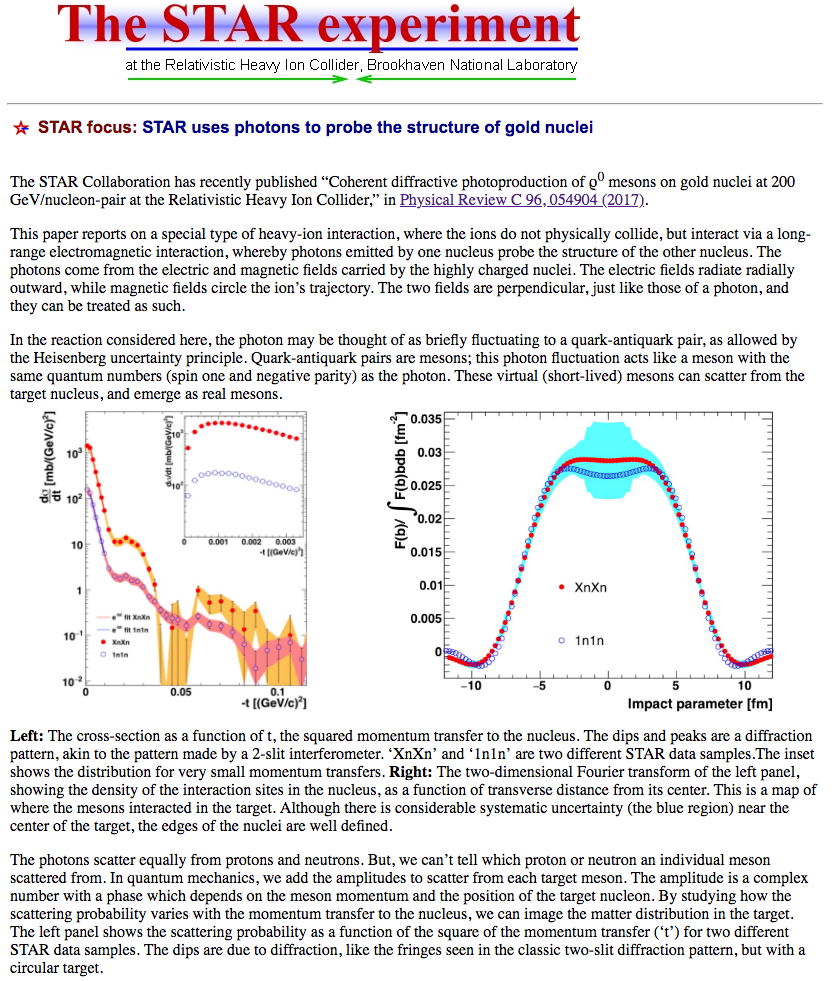 The STAR experiment
at the Relativistic Heavy Ion Collider, Brookhaven National Laboratory
STAR focus: STAR uses photons to probe the structure of gold nuclei
The STAR Collaboration has recently published “Coherent diffractive photoproduction of ρ⁰ mesons on gold nuclei at 200
GeV/nucleon-pair at the Relativistic Heavy Ion Collider,” in Physical Review C 96, 054904 (2017).
This paper reports on a special type of heavy-ion interaction, where the ions do not physically collide, but interact via a long-
range electromagnetic interaction, whereby photons emitted by one nucleus probe the structure of the other nucleus. The
photons come from the electric and magnetic fields carried by the highly charged nuclei. The electric fields radiate radially
outward, while magnetic fields circle the ion’s trajectory. The two fields are perpendicular, just like those of a photon, and
they can be treated as such.
In the reaction considered here, the photon may be thought of as briefly fluctuating to a quark-antiquark pair, as allowed by
the Heisenberg uncertainty principle. Quark-antiquark pairs are mesons; this photon fluctuation acts like a meson with the
same quantum numbers (spin one and negative parity) as the photon. These virtual (short-lived) mesons can scatter from the
target nucleus, and emerge as real mesons.
dσ/dt [mb/(GeV/c)²]
10³
10²
10
1
10⁻¹
10⁻²
0
0.05
0.1
-t [(GeV/c)²]
fit XnXn
fit 1n1n
XnXn
1n1n
dσ/dt [mb/(GeV/c)²]
10³
10²
0
0.001
0.002
0.003
-t [(GeV/c)²]
F(b)/∫F(b)bdb [fm⁻²]
0.035
0.03
0.025
0.02
0.015
0.01
0.005
0
−10
-5
0
5
10
XnXn
1n1n
Impact parameter [fm]
Left: The cross-section as a function of t, the squared momentum transfer to the nucleus. The dips and peaks are a diffraction
pattern, akin to the pattern made by a 2-slit interferometer. ‘XnXn’ and ‘1n1n’ are two different STAR data samples.The inset
shows the distribution for very small momentum transfers. Right: The two-dimensional Fourier transform of the left panel,
showing the density of the interaction sites in the nucleus, as a function of transverse distance from its center. This is a map of
where the mesons interacted in the target. Although there is considerable systematic uncertainty (the blue region) near the
center of the target, the edges of the nuclei are well defined.
The photons scatter equally from protons and neutrons. But, we can’t tell which proton or neutron an individual meson
scattered from. In quantum mechanics, we add the amplitudes to scatter from each target meson. The amplitude is a complex
number with a phase which depends on the meson momentum and the position of the target nucleon. By studying how the
scattering probability varies with the momentum transfer to the nucleus, we can image the matter distribution in the target.
The left panel shows the scattering probability as a function of the square of the momentum transfer (‘t’) for two different
STAR data samples. The dips are due to diffraction, like the fringes seen in the classic two-slit diffraction pattern, but with a
circular target.